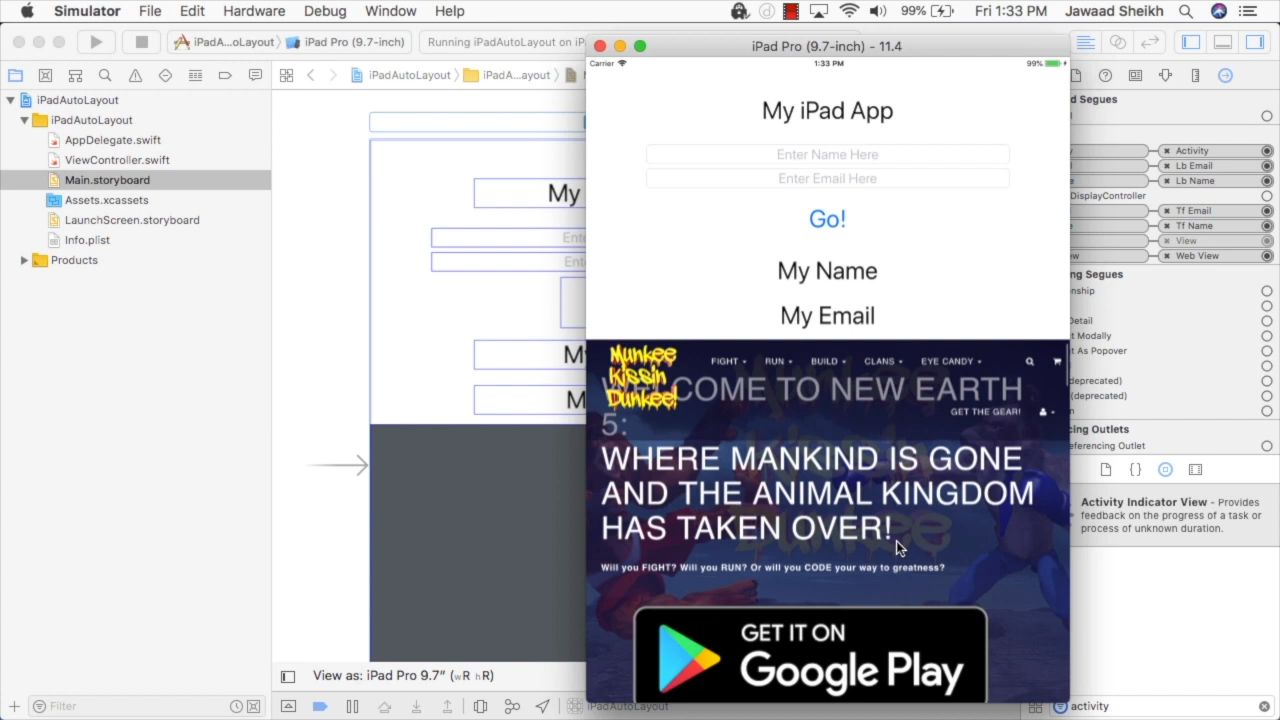 Simulator File Edit Hardware Debug Window Help 99% Fri 1:33 PM Jawaad Sheikh
iPadA...oLayout iPad Pro (9.7-inch) Running iPadAutoLayout on iP
iPad Pro (9.7-inch) - 11.4
Carrier 1:33 PM 99%
iPadAutoLayout iPadA...ayout
iPadAutoLayout
iPadAutoLayout
AppDelegate.swift
ViewController.swift
Main.storyboard
Assets.xcassets
LaunchScreen.storyboard
Info.plist
Products
My
Ente
Ent
My
M
My iPad App
Enter Name Here
Enter Email Here
Go!
My Name
My Email
Munkee
Kissin
Dunkee!
FIGHT RUN BUILD CLANS EYE CANDY
GET THE GEAR!
WELCOME TO NEW EARTH
5:
WHERE MANKIND IS GONE
AND THE ANIMAL KINGDOM
HAS TAKEN OVER!
Will you FIGHT? Will you RUN? Or will you CODE your way to greatness?
GET IT ON
Google Play
d Segues
Activity
Lb Email
Lb Name
DisplayController
Tf Email
Tf Name
View
Web View
ng Segues
nship
Detail
t Modally
t As Popover
(deprecated)
(deprecated)
m
cing Outlets
eferencing Outlet
Activity Indicator View - Provides
feedback on the progress of a task or
process of unknown duration.
View as: iPad Pro 9.7" (wR hR)
Filter
iPadAutoLayout
activity